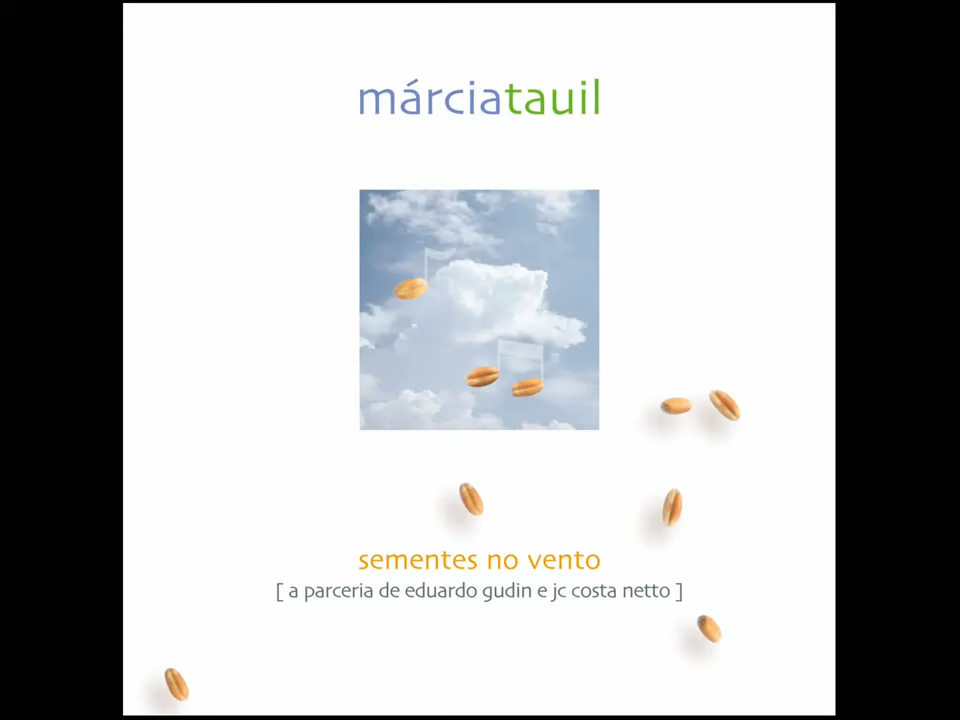 márciatauil
sementes no vento
[ a parceria de eduardo gudin e jc costa netto ]